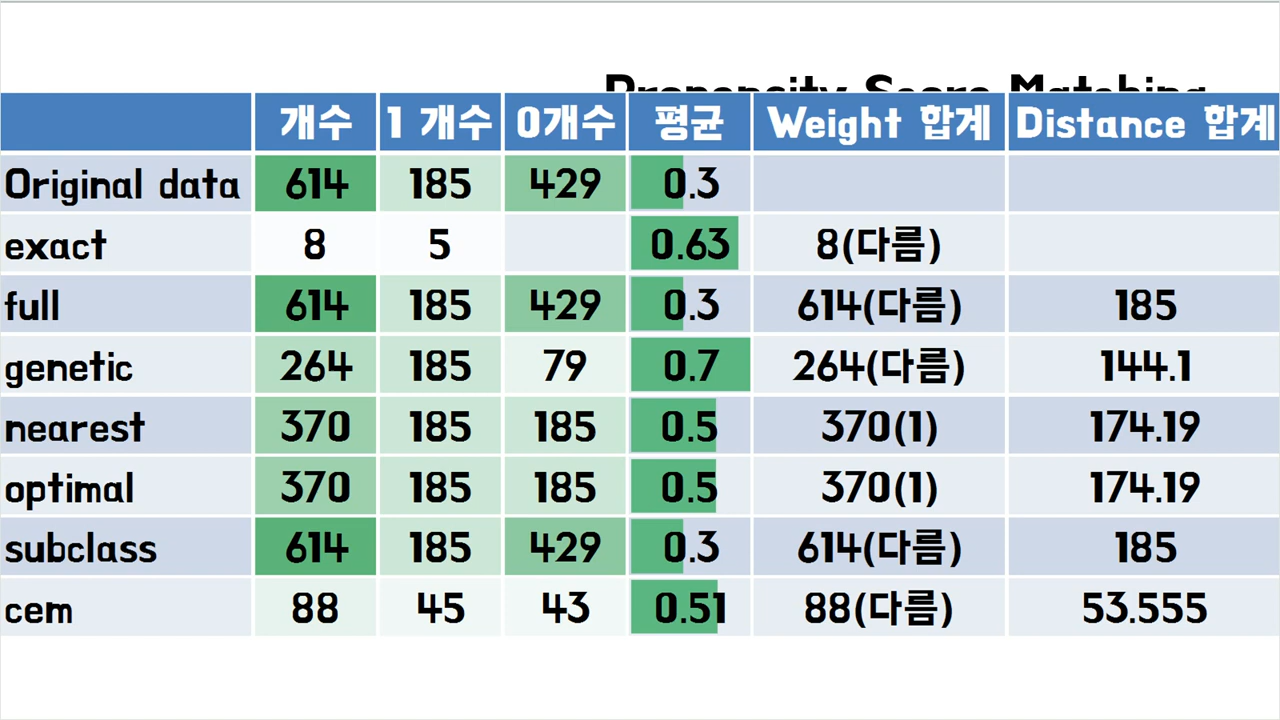 Propensity Score Matching
개수 1 개수 0개수 평균 Weight 합계 Distance 합계
Original data 614 185 429 0.3
exact 8 5 0.63 8(다름)
full 614 185 429 0.3 614(다름) 185
genetic 264 185 79 0.7 264(다름) 144.1
nearest 370 185 185 0.5 370(1) 174.19
optimal 370 185 185 0.5 370(1) 174.19
subclass 614 185 429 0.3 614(다름) 185
cem 88 45 43 0.51 88(다름) 53.555